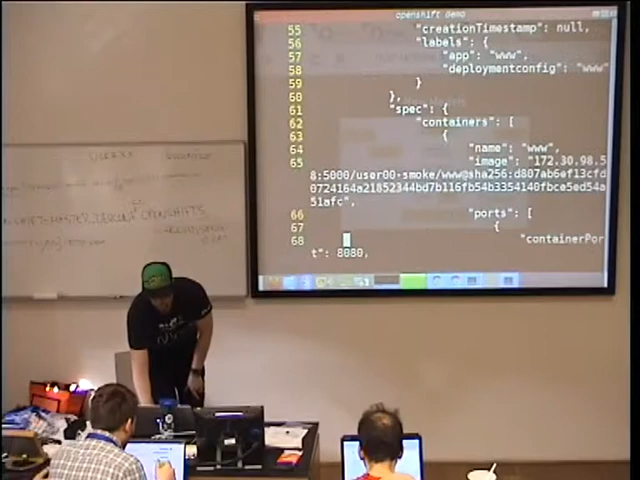 openshift demo
55 "creationTimestamp": null,
56 "labels": {
57 "app": "www",
58 "deploymentconfig": "www"
59 }
60 },
61 "spec": {
62 "containers": [
63 {
64 "name": "www",
65 "image": "172.30.98.5
8:5000/user00-smoke/www@sha256:d807ab6ef13cfd
0724164a21852344bd7b116fb54b3354140fbce5ed54a
51afc",
66 "ports": [
67 {
68 "containerPor
t": 8080,